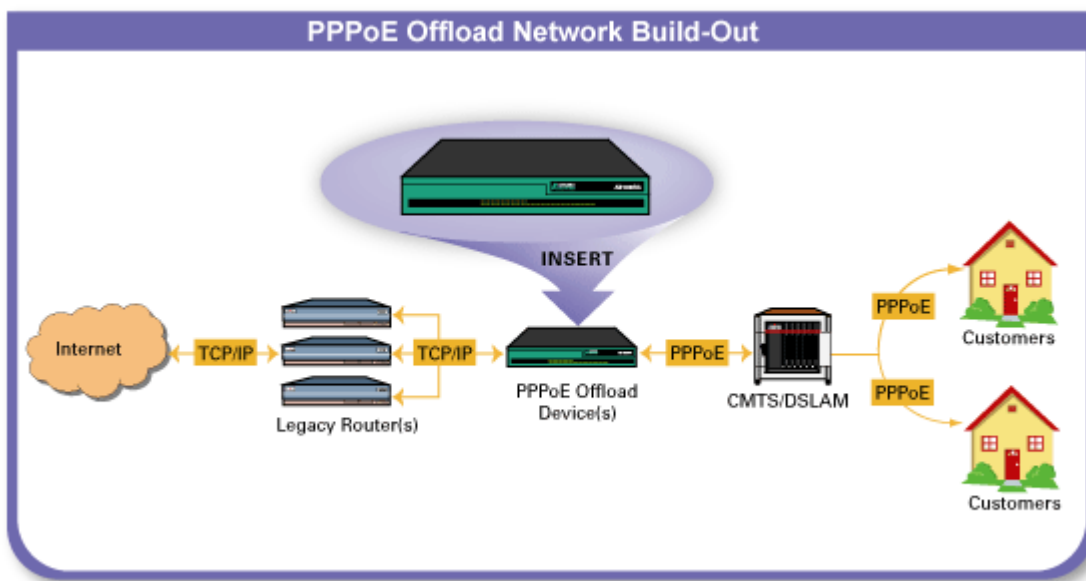 PPPoE Offload Network Build-Out
INSERT
Internet
TCP/IP
Legacy Router(s)
TCP/IP
PPPoE Offload
Device(s)
PPPoE
CMTS/DSLAM
PPPoE
Customers
PPPoE
Customers